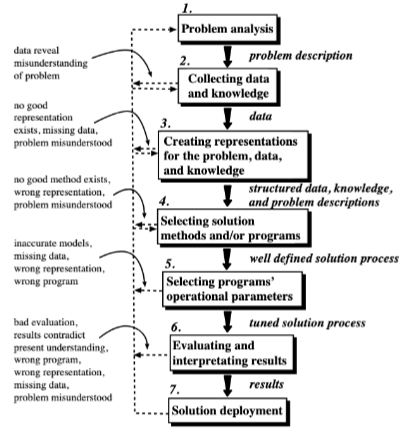 1.
Problem analysis
problem description
data reveal
misunderstanding
of problem
2.
Collecting data
and knowledge
data
no good
representation
exists, missing data,
problem misunderstood
3.
Creating representations
for the problem, data,
and knowledge
structured data, knowledge,
and problem descriptions
no good method exists,
wrong representation,
problem misunderstood
4.
Selecting solution
methods and/or programs
well defined solution process
inaccurate models,
missing data,
wrong representation,
wrong program
5.
Selecting programs'
operational parameters
tuned solution process
bad evaluation,
results contradict
present understanding,
wrong program,
wrong representation,
missing data,
problem misunderstood
6.
Evaluating and
interpretating results
results
7.
Solution deployment